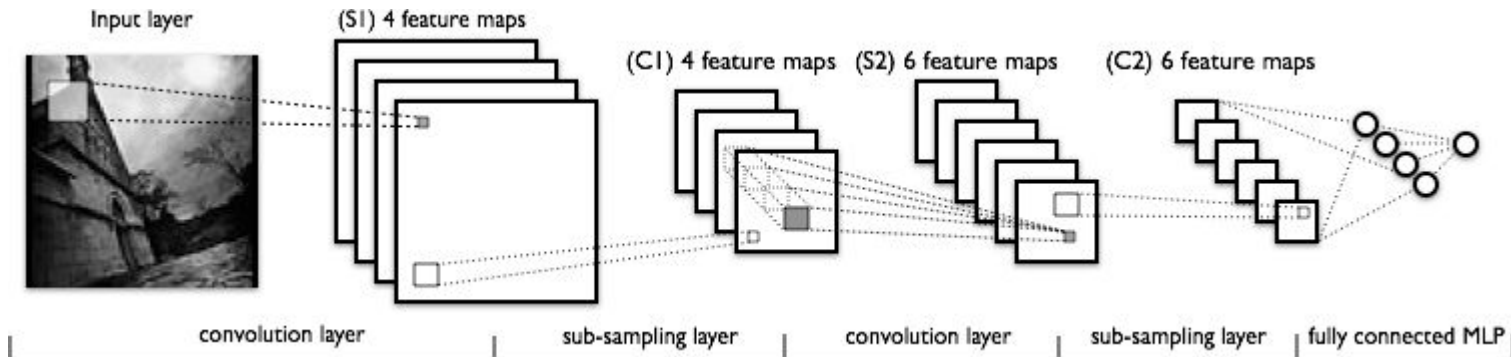 Input layer
(S1) 4 feature maps
(C1) 4 feature maps
(S2) 6 feature maps
(C2) 6 feature maps
convolution layer
sub-sampling layer
convolution layer
sub-sampling layer
fully connected MLP